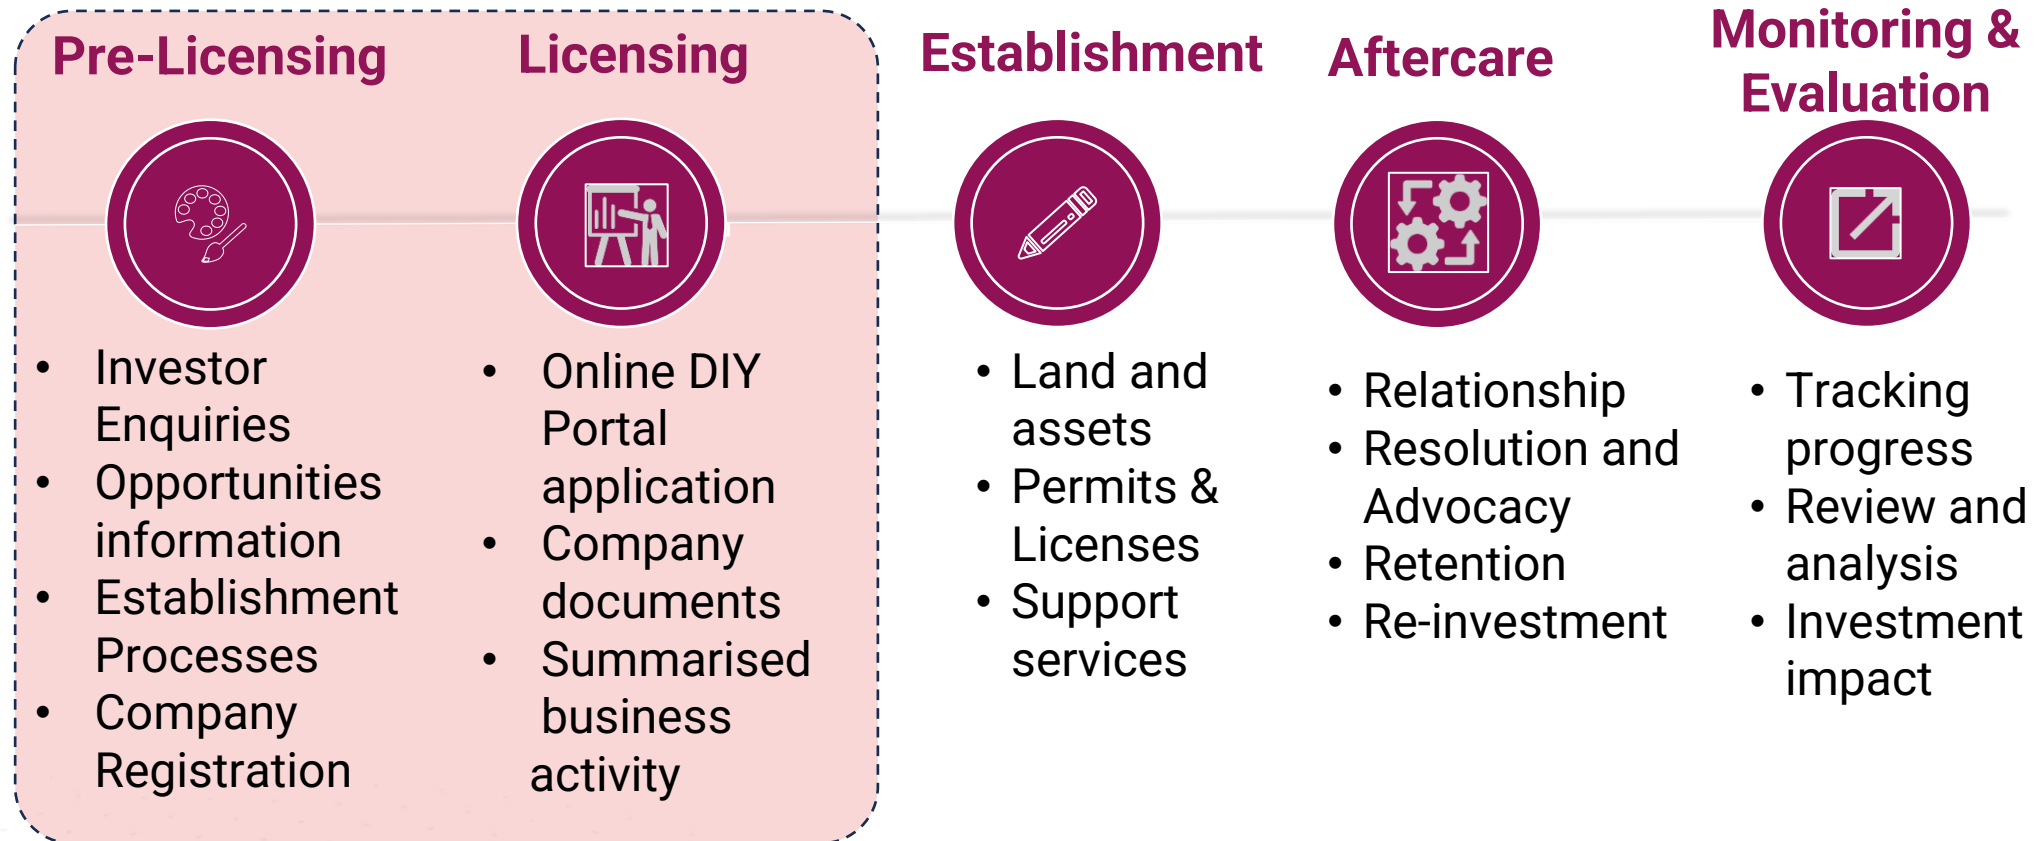 Pre-Licensing
• Investor
Enquiries
• Opportunities
information
• Establishment
Processes
• Company
Registration
Licensing
• Online DIY
Portal
application
• Company
documents
• Summarised
business
activity
Establishment
• Land and
assets
• Permits &
Licenses
• Support
services
Aftercare
• Relationship
• Resolution and
Advocacy
• Retention
• Re-investment
Monitoring &
Evaluation
• Tracking
progress
• Review and
analysis
• Investment
impact